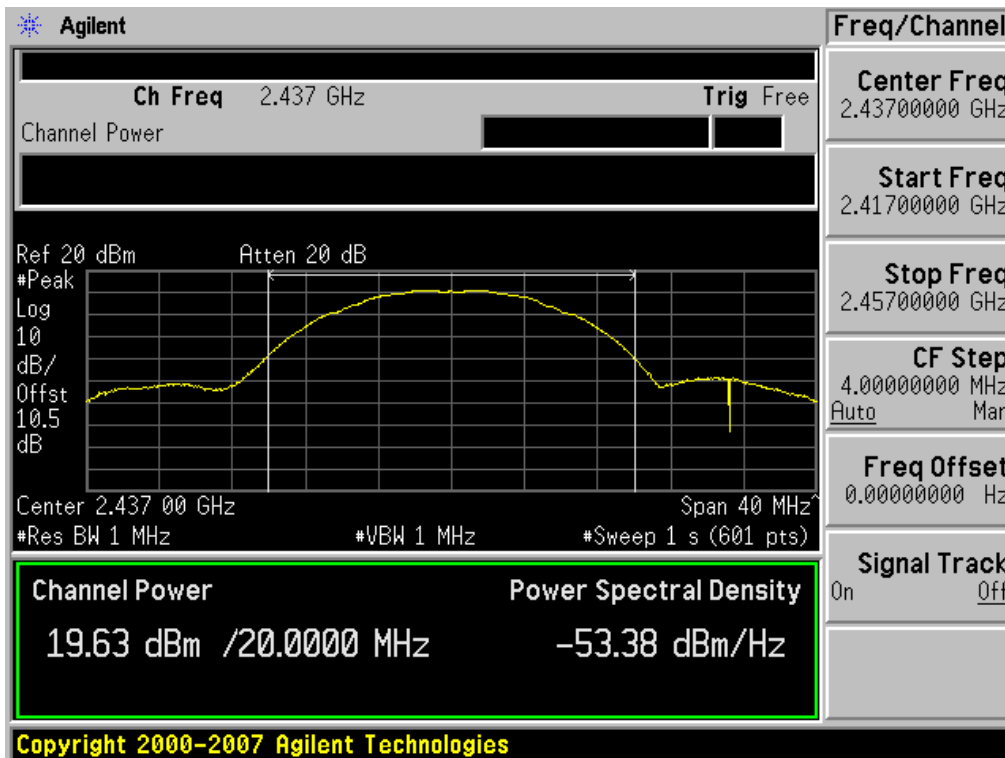 Agilent
Freq/Channel
Ch Freq 2.437 GHz Trig Free
Channel Power
Center Freq
2.43700000 GHz
Start Freq
2.41700000 GHz
Stop Freq
2.45700000 GHz
CF Step
4.00000000 MHz
Auto Man
Freq Offset
0.00000000 Hz
Signal Track
On Off
Ref 20 dBm Atten 20 dB
#Peak
Log
10
dB/
Offst
10.5
dB
Center 2.437 00 GHz Span 40 MHz^
#Res BW 1 MHz #VBW 1 MHz #Sweep 1 s (601 pts)
Channel Power Power Spectral Density
19.63 dBm /20.0000 MHz -53.38 dBm/Hz
Copyright 2000-2007 Agilent Technologies